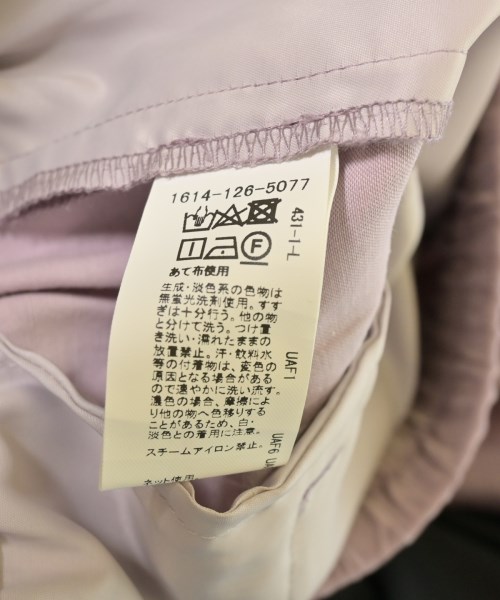 1614-126-5077
431-1-L
F
あて布使用
生成・淡色系の色物は
無蛍光洗剤使用。すす
ぎは十分行う。他の物
と分けて洗う。つけ置
き洗い・濡れたままの
放置禁止。汗・飲料水
等の付着物は、変色の
原因となる場合がある
ので速やかに洗い流す。
濃色の場合、摩擦によ
り他の物へ色移りする
ことがあるため、白・
淡色との着用に注意。
スチームアイロン禁止。
ネット使用
UAF1
UAF6